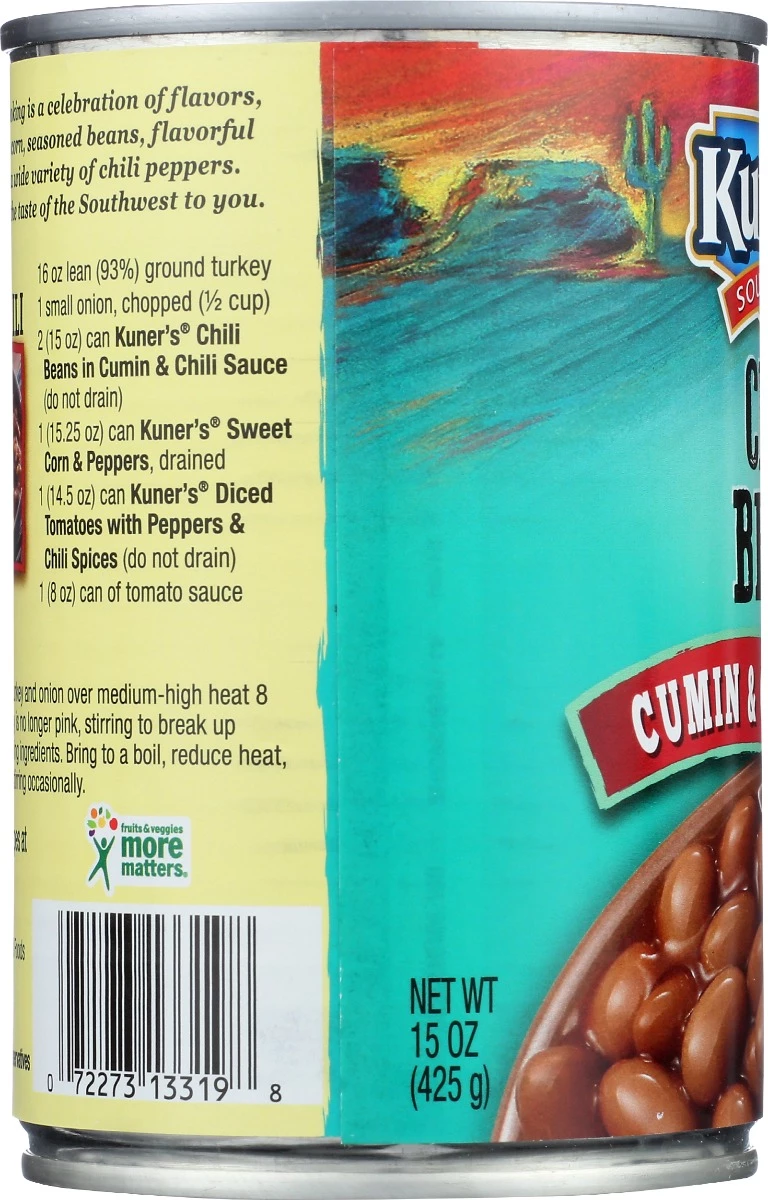 is a celebration of flavors,
seasoned beans, flavorful
wide variety of chili peppers.
taste of the Southwest to you.
16 oz lean (93%) ground turkey
1 small onion, chopped (½ cup)
2 (15 oz) can Kuner's® Chili
Beans in Cumin & Chili Sauce
(do not drain)
1 (15.25 oz) can Kuner's® Sweet
Corn & Peppers, drained
1 (14.5 oz) can Kuner's® Diced
Tomatoes with Peppers &
Chili Spices (do not drain)
1 (8 oz) can of tomato sauce
and onion over medium-high heat 8
is no longer pink, stirring to break up
ingredients. Bring to a boil, reduce heat,
occasionally.
at
fruits & veggies
more
matters.
Foods
0 72273 13319 8
Ku
SOU
CUMIN &
NET WT
15 OZ
(425 g)